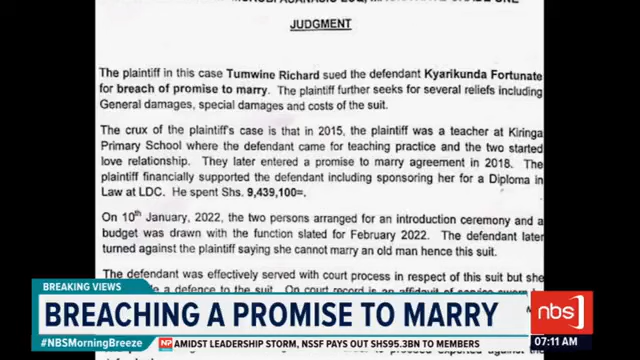 JUDGMENT
The plaintiff in this case Tumwine Richard sued the defendant Kyarikunda Fortunate
for breach of promise to marry. The plaintiff further seeks for several reliefs including
General damages, special damages and costs of the suit.
The crux of the plaintiff's case is that in 2015, the plaintiff was a teacher at Kiringa
Primary School where the defendant came for teaching practice and the two started
love relationship. They later entered a promise to marry agreement in 2018. The
plaintiff financially supported the defendant including sponsoring her for a Diploma in
Law at LDC. He spent Shs. 9,439,100=.
On 10th January, 2022, the two persons arranged for an introduction ceremony and a
budget was drawn with the function slated for February 2022. The defendant later
turned against the plaintiff saying she cannot marry an old man hence this suit.
The defendant was effectively served with court process in respect of this suit but she
a defence to the suit. On court record is an affidavit of service
BREAKING VIEWS
BREACHING A PROMISE TO MARRY
nbs
#NBSMorningBreeze
NP AMIDST LEADERSHIP STORM, NSSF PAYS OUT SHS95.3BN TO MEMBERS
07:11 AM